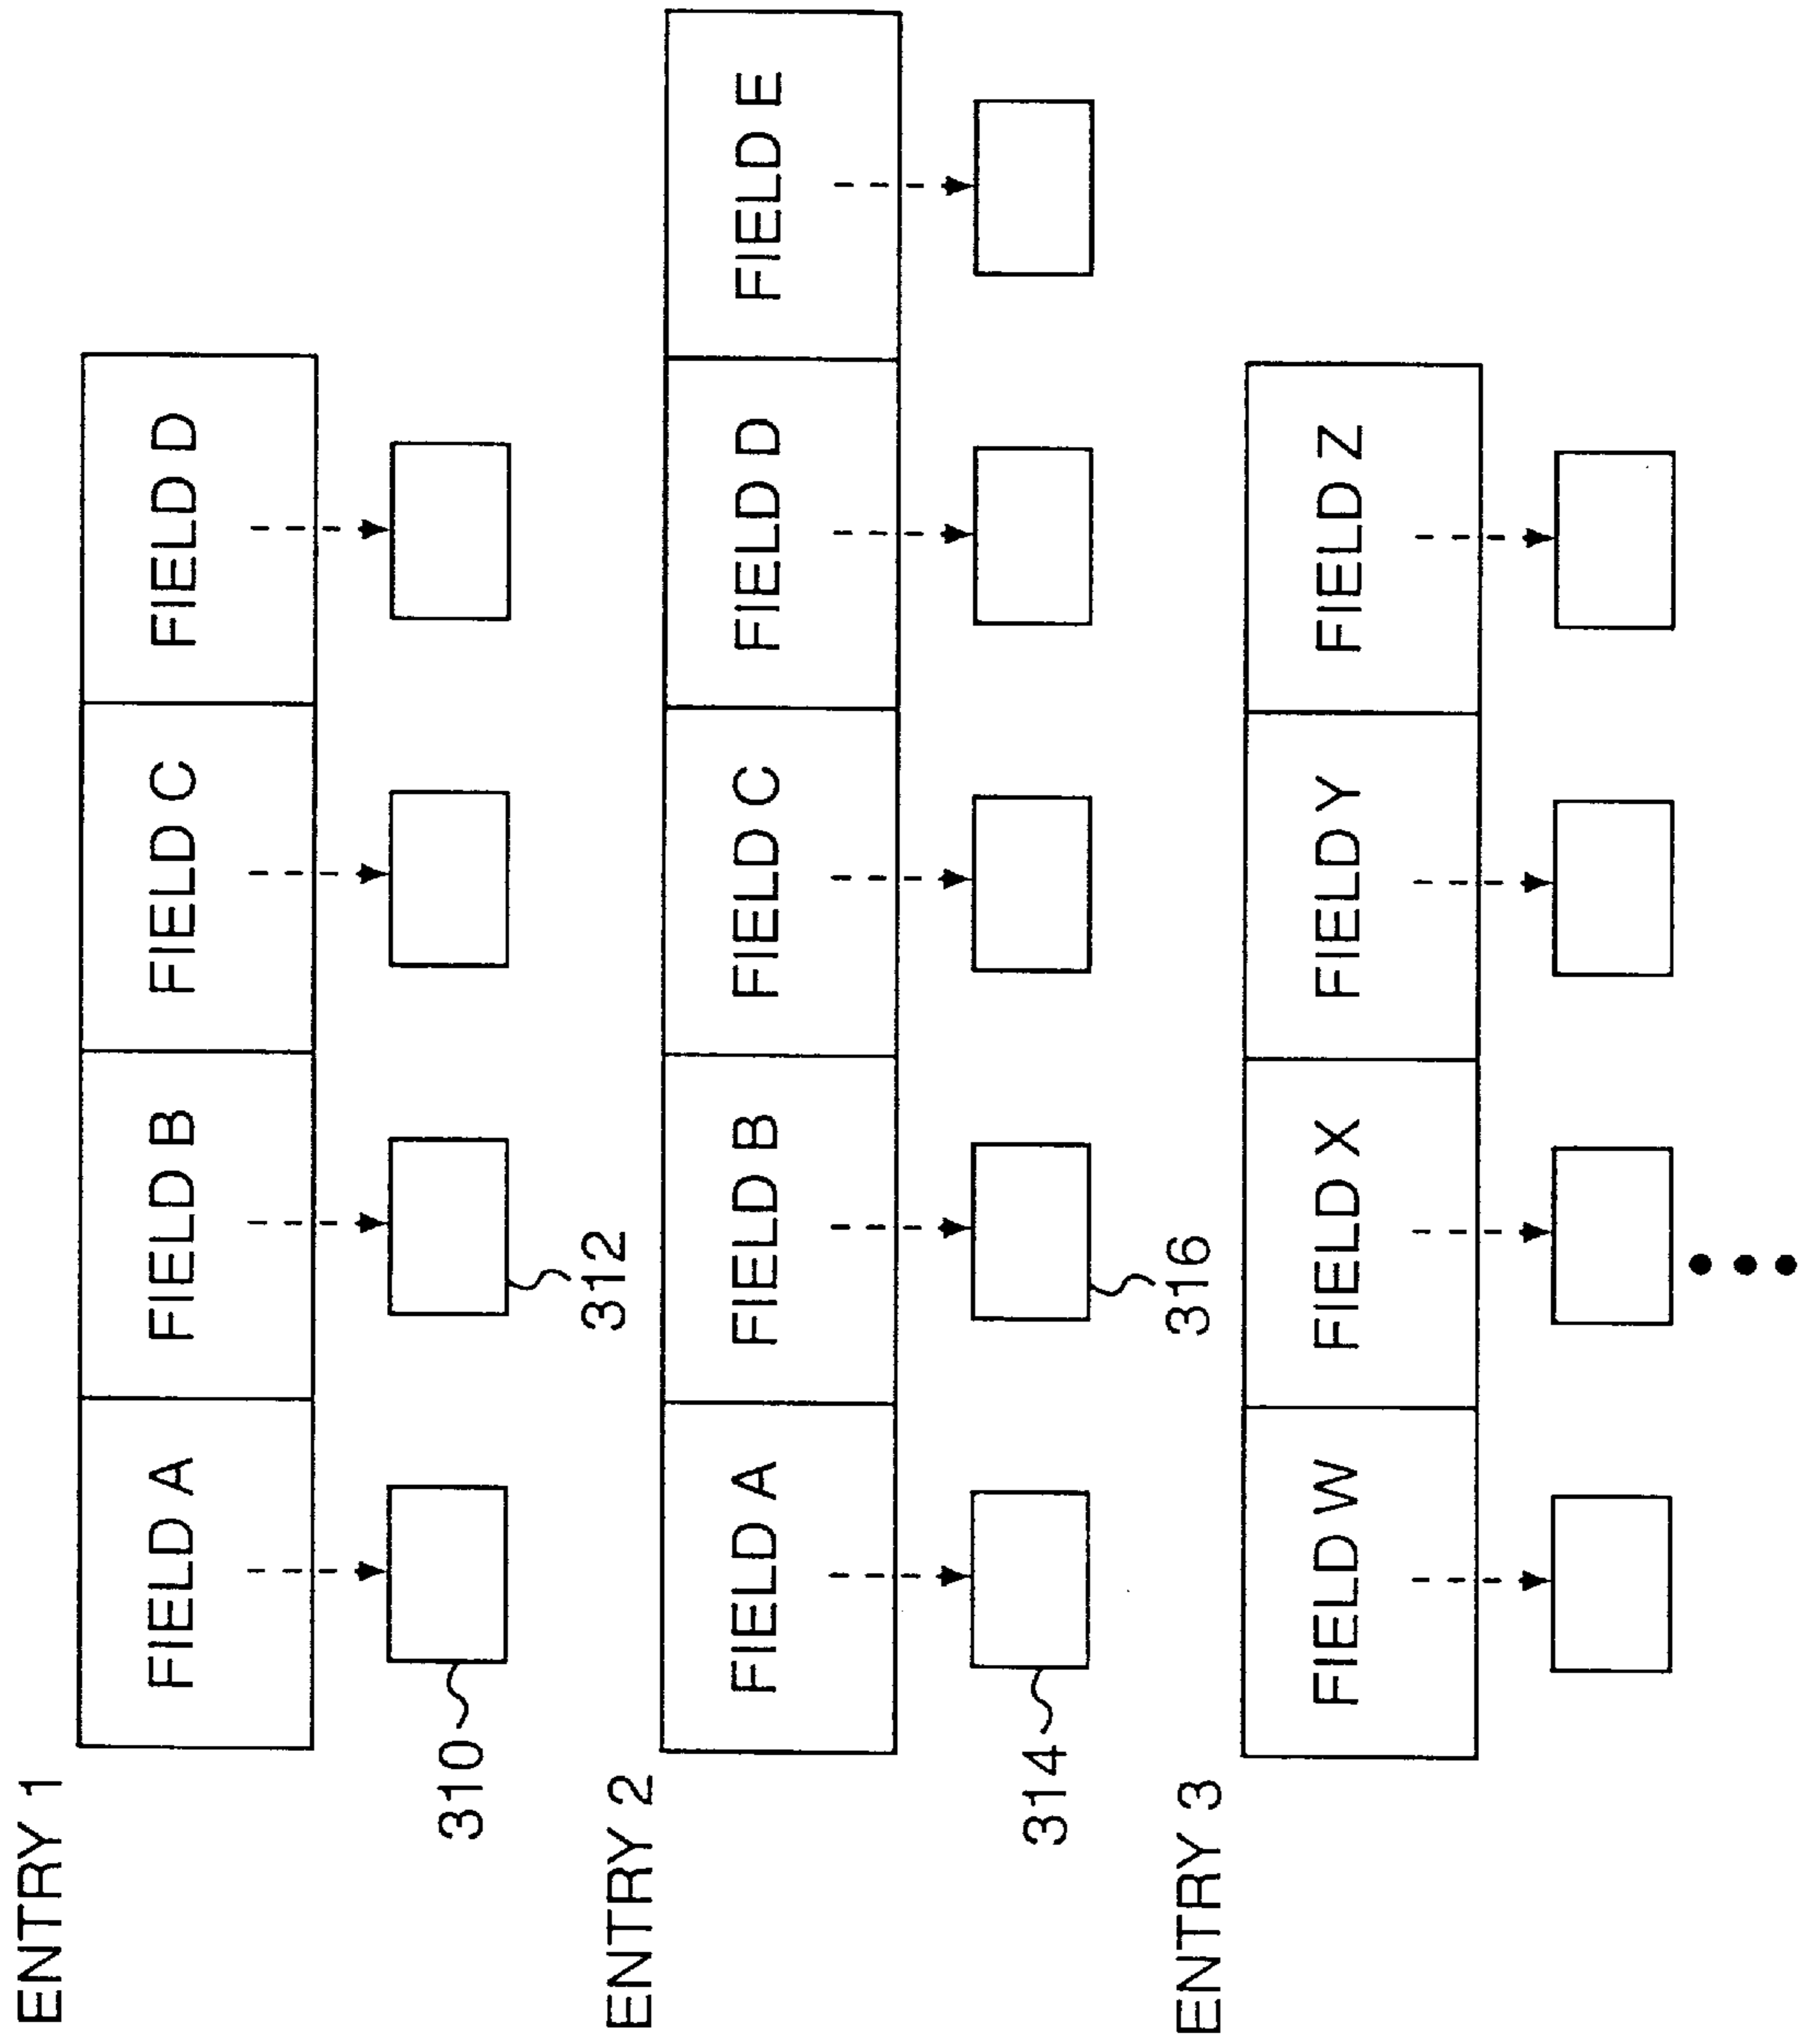 ENTRY 1
FIELD A FIELD B FIELD C FIELD D
310
312
ENTRY 2
FIELD A FIELD B FIELD C FIELD D FIELD E
314
316
ENTRY 3
FIELD W FIELD X FIELD Y FIELD Z